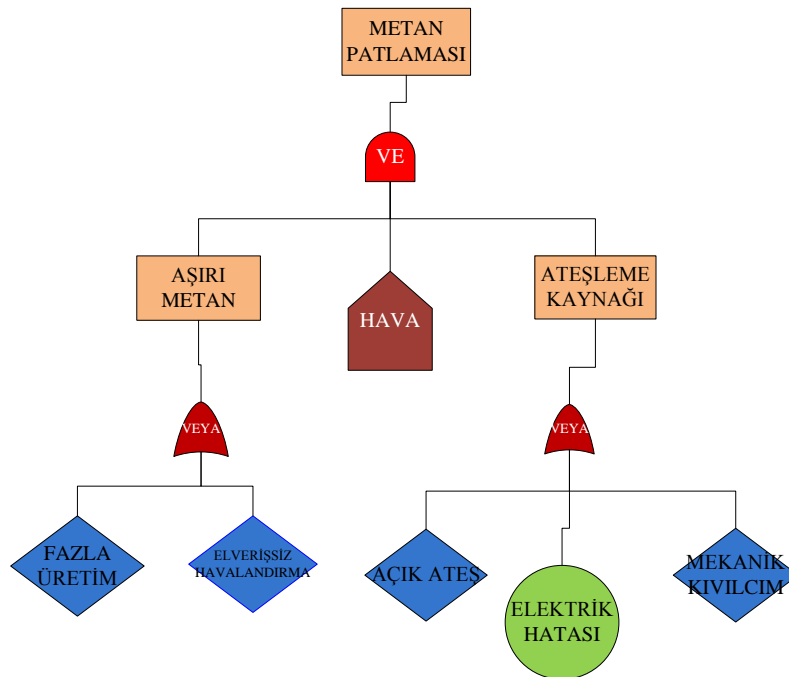 METAN
PATLAMASI
VE
AŞIRI
METAN
HAVA
ATEŞLEME
KAYNAĞI
VEYA
VEYA
FAZLA
ÜRETİM
ELVERİŞSİZ
HAVALANDIRMA
AÇIK ATEŞ
ELEKTRİK
HATASI
MEKANİK
KIVILCIM